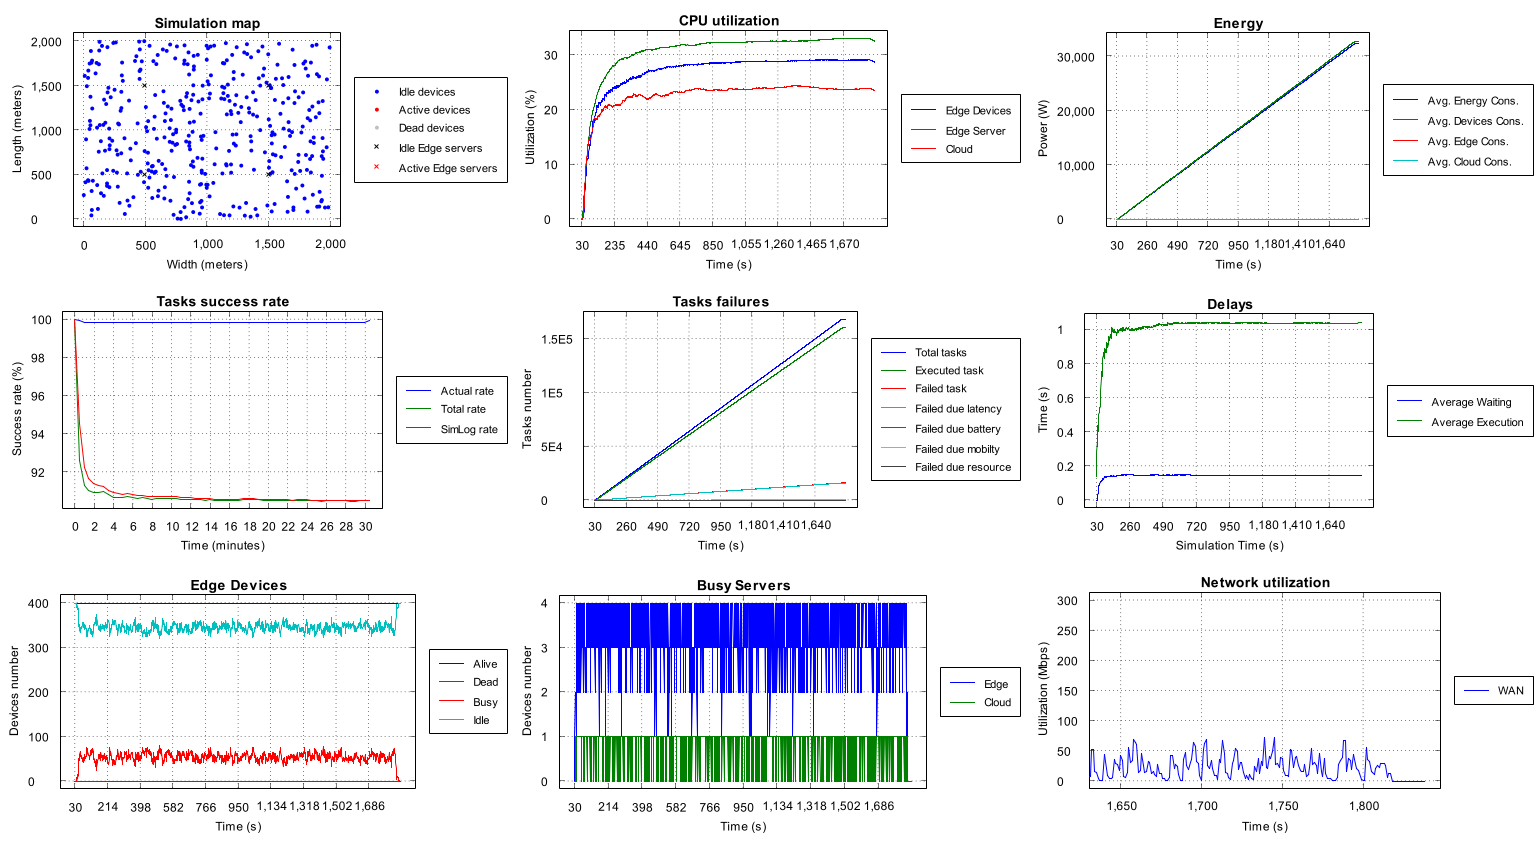 Simulation map
2,000
1,500
1,000
500
0
Length (meters)
0 500 1,000 1,500 2,000
Width (meters)
Idle devices
Active devices
Dead devices
Idle Edge servers
Active Edge servers
CPU utilization
30
20
10
0
Utilization (%)
30 235 440 645 850 1,055 1,260 1,465 1,670
Time (s)
Edge Devices
Edge Server
Cloud
Energy
30,000
20,000
10,000
0
Power (W)
30 260 490 720 950 1,180 1,410 1,640
Time (s)
Avg. Energy Cons.
Avg. Devices Cons.
Avg. Edge Cons.
Avg. Cloud Cons.
Tasks success rate
100
98
96
94
92
Success rate (%)
0 2 4 6 8 10 12 14 16 18 20 22 24 26 28 30
Time (minutes)
Actual rate
Total rate
SimLog rate
Tasks failures
1.5E5
1E5
5E4
0
Tasks number
30 260 490 720 950 1,180 1,410 1,640
Time (s)
Total tasks
Executed task
Failed task
Failed due latency
Failed due battery
Failed due mobilty
Failed due resource
Delays
1
0.8
0.6
0.4
0.2
0
Time (s)
30 260 490 720 950 1,180 1,410 1,640
Simulation Time (s)
Average Waiting
Average Execution
Edge Devices
400
300
200
100
0
Devices number
30 214 398 582 766 950 1,134 1,318 1,502 1,686
Time (s)
Alive
Dead
Busy
Idle
Busy Servers
4
3
2
1
0
Devices number
30 214 398 582 766 950 1,134 1,318 1,502 1,686
Time (s)
Edge
Cloud
Network utilization
300
250
200
150
100
50
0
Utilization (Mbps)
1,650 1,700 1,750 1,800
Time (s)
WAN